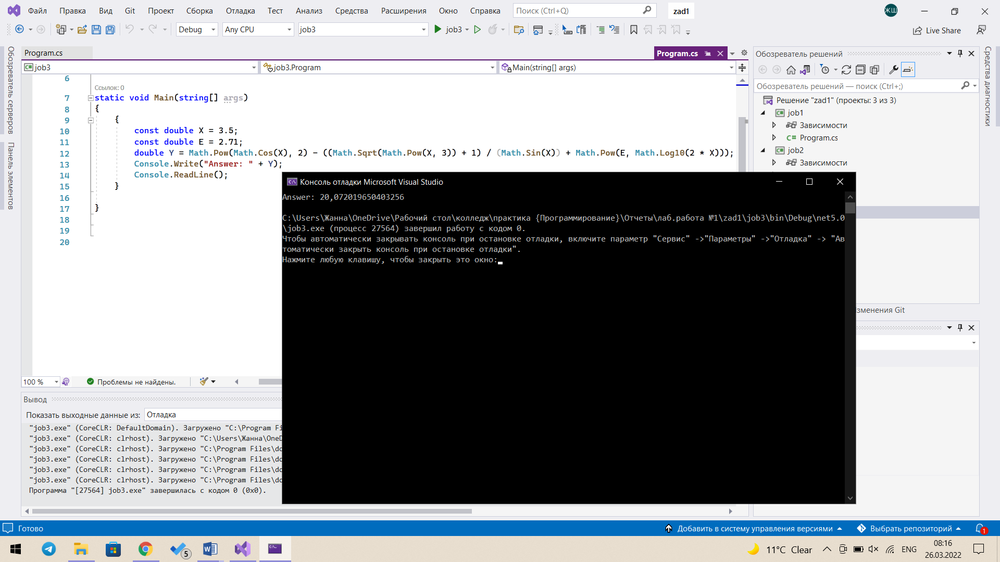 Файл Правка Вид Git Проект Сборка Отладка Тест Анализ Средства Расширения Окно Справка Поиск (Ctrl+Q) zad1 ЖШ
Debug Any CPU job3 job3 Live Share
Обозреватель серверов
Панель элементов
Program.cs Program.cs
C# job3 job3.Program Main(string[] args)
6
Ссылок: 0
7 static void Main(string[] args)
8 {
9 {
10 const double X = 3.5;
11 const double E = 2.71;
12 double Y = Math.Pow(Math.Cos(X), 2) - ((Math.Sqrt(Math.Pow(X, 3)) + 1) / (Math.Sin(X)) + Math.Pow(E, Math.Log10(2 * X)));
13 Console.Write("Answer: " + Y);
14 Console.ReadLine();
15 }
16
17 }
18
19
20
100 % Проблемы не найдены.
Вывод
Показать выходные данные из: Отладка
"job3.exe" (CoreCLR: DefaultDomain). Загружено "C:\Program Fi
"job3.exe" (CoreCLR: clrhost). Загружено "C:\Users\Жанна\OneD
"job3.exe" (CoreCLR: clrhost). Загружено "C:\Program Files\do
"job3.exe" (CoreCLR: clrhost). Загружено "C:\Program Files\do
"job3.exe" (CoreCLR: clrhost). Загружено "C:\Program Files\do
"job3.exe" (CoreCLR: clrhost). Загружено "C:\Program Files\do
Программа "[27564] job3.exe" завершилась с кодом 0 (0x0).
C:\ Консоль отладки Microsoft Visual Studio
Answer: 20,072019650403256
C:\Users\Жанна\OneDrive\Рабочий стол\колледж\практика {Программирование}\Отчеты\лаб.работа №1\zad1\job3\bin\Debug\net5.0
\job3.exe (процесс 27564) завершил работу с кодом 0.
Чтобы автоматически закрывать консоль при остановке отладки, включите параметр "Сервис" ->"Параметры" ->"Отладка" -> "Ав
томатически закрыть консоль при остановке отладки".
Нажмите любую клавишу, чтобы закрыть это окно:
Обозреватель решений
Обозреватель решений — поиск (Ctrl+;)
Решение "zad1" (проекты: 3 из 3)
C# job1
Зависимости
C# Program.cs
C# job2
Зависимости
зменения Git
Средства диагностики
Готово Добавить в систему управления версиями Выбрать репозиторий 1
5 11°C Clear ENG 08:16
26.03.2022